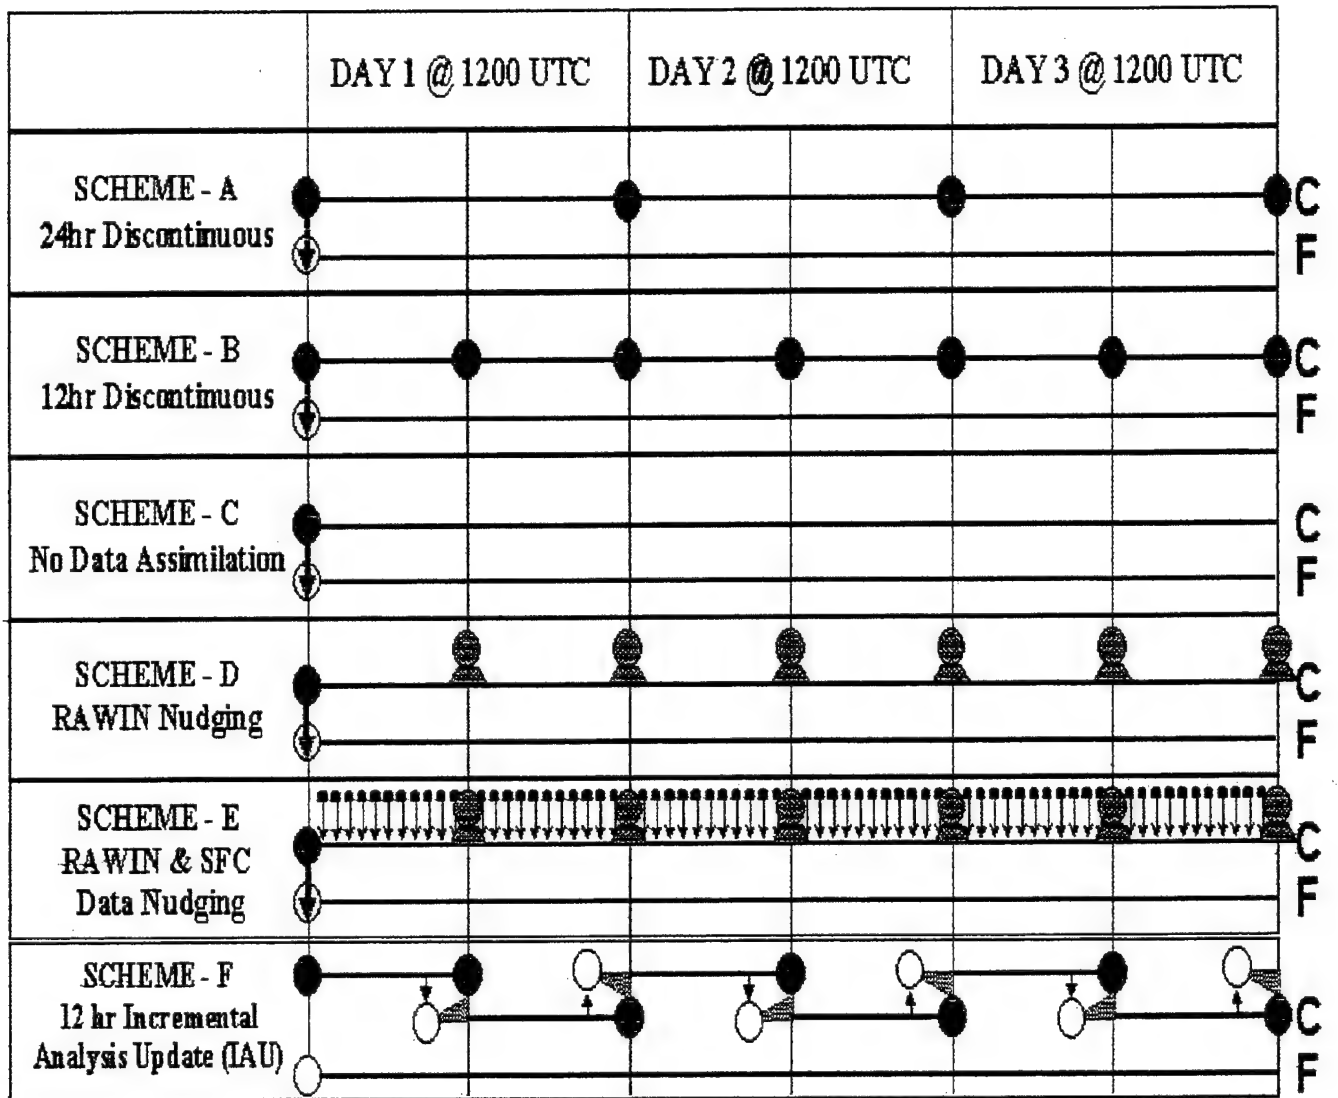 DAY 1 @ 1200 UTC DAY 2 @ 1200 UTC DAY 3 @ 1200 UTC
SCHEME - A
24hr Discontinuous
C
F
SCHEME - B
12hr Discontinuous
C
F
SCHEME - C
No Data Assimilation
C
F
SCHEME - D
RAWIN Nudging
C
F
SCHEME - E
RAWIN & SFC
Data Nudging
C
F
SCHEME - F
12 hr Incremental
Analysis Update (IAU)
C
F